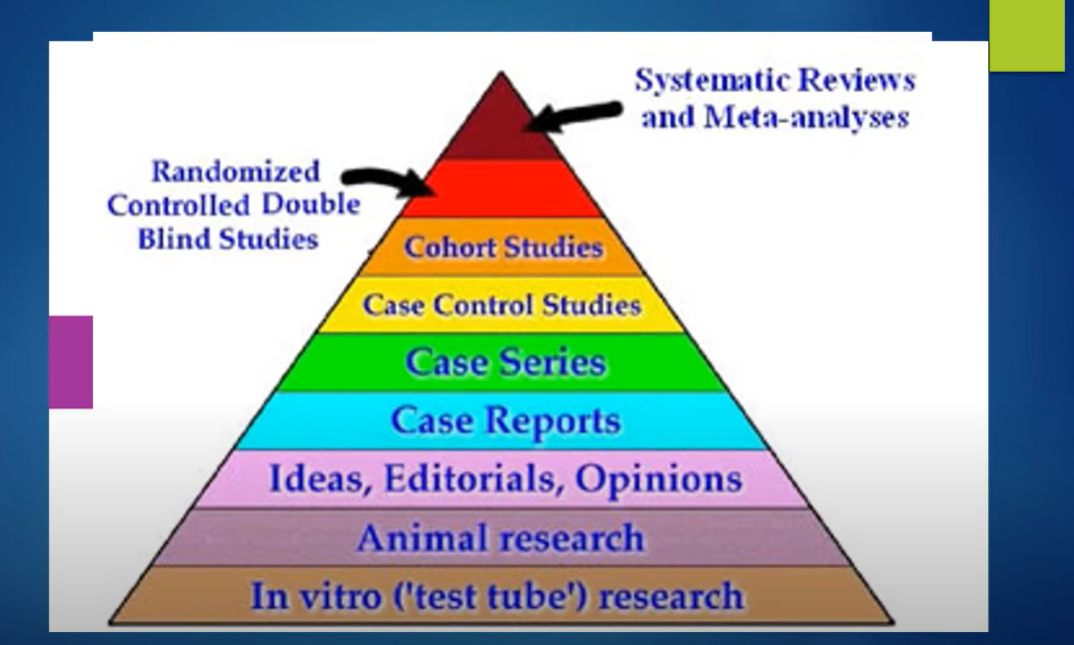 Systematic Reviews
and Meta-analyses
Randomized
Controlled Double
Blind Studies
Cohort Studies
Case Control Studies
Case Series
Case Reports
Ideas, Editorials, Opinions
Animal research
In vitro ('test tube') research